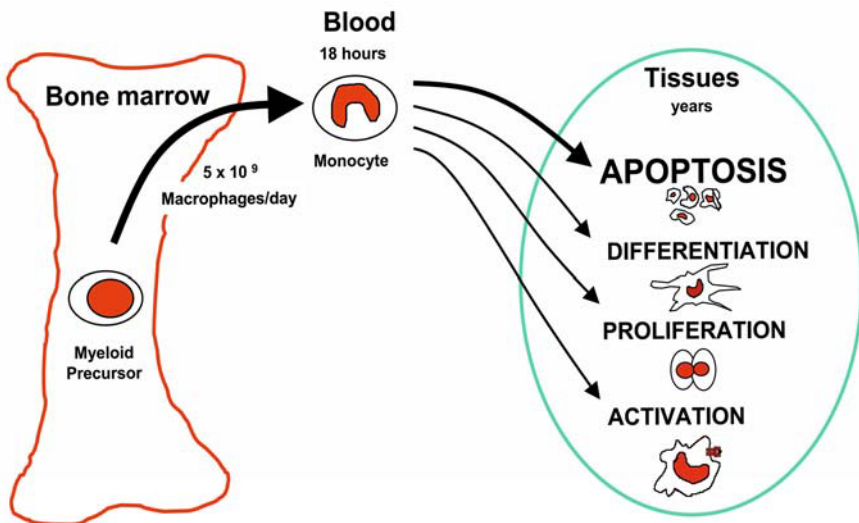 Bone marrow
5 x 10 9
Macrophages/day
Myeloid
Precursor
Blood
18 hours
Monocyte
Tissues
years
APOPTOSIS
DIFFERENTIATION
PROLIFERATION
ACTIVATION